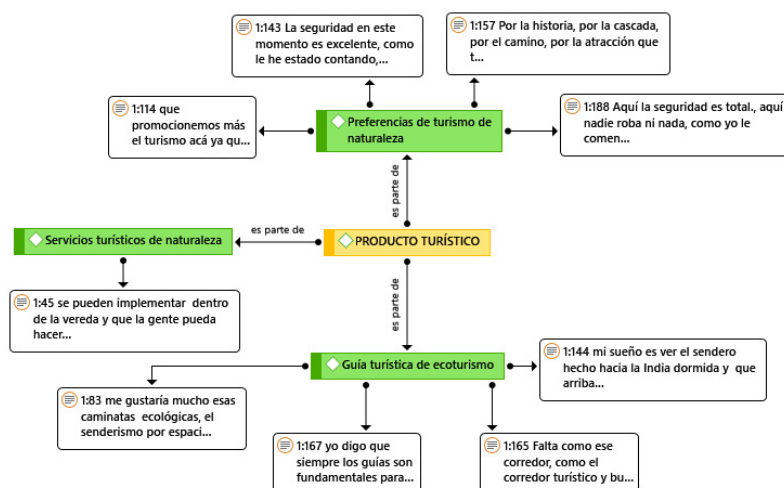 1:143 La seguridad en este
momento es excelente, como
le he estado contando,...
1:157 Por la historia, por la cascada,
por el camino, por la atracción que
t...
1:114 que
promocionemos más
el turismo acá ya qu...
Preferencias de turismo de
naturaleza
1:188 Aquí la seguridad es total., aquí
nadie roba ni nada, como yo le
comen...
es parte de
Servicios turísticos de naturaleza
es parte de
PRODUCTO TURÍSTICO
1:45 se pueden implementar dentro
de la vereda y que la gente pueda
hacer...
es parte de
Guía turística de ecoturismo
1:144 mi sueño es ver el sendero
hecho hacia la India dormida y que
arriba...
1:83 me gustaría mucho esas
caminatas ecológicas, el
senderismo por espaci...
1:167 yo digo que
siempre los guías son
fundamentales para...
1:165 Falta como ese
corredor, como el
corredor turístico y bu...